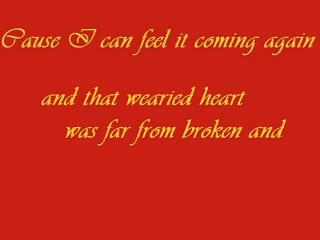 Cause I can feel it coming again
and that wearied heart
was far from broken and